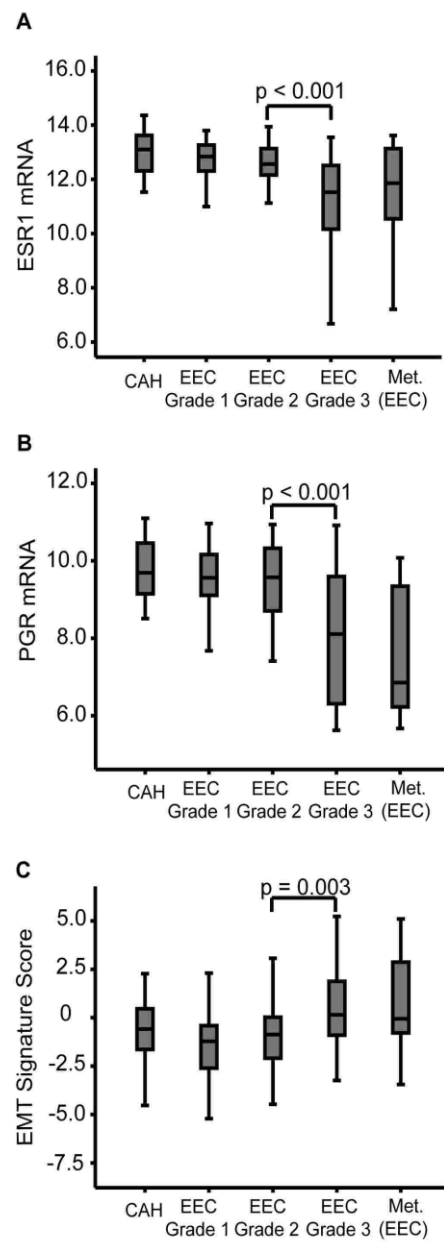 A
ESR1 mRNA
16.0
14.0
12.0
10.0
8.0
6.0
p < 0.001
CAH
EEC Grade 1
EEC Grade 2
EEC Grade 3
Met. (EEC)
B
PGR mRNA
12.0
10.0
8.0
6.0
p < 0.001
CAH
EEC Grade 1
EEC Grade 2
EEC Grade 3
Met. (EEC)
C
EMT Signature Score
5.0
2.5
0
-2.5
-5.0
-7.5
p = 0.003
CAH
EEC Grade 1
EEC Grade 2
EEC Grade 3
Met. (EEC)